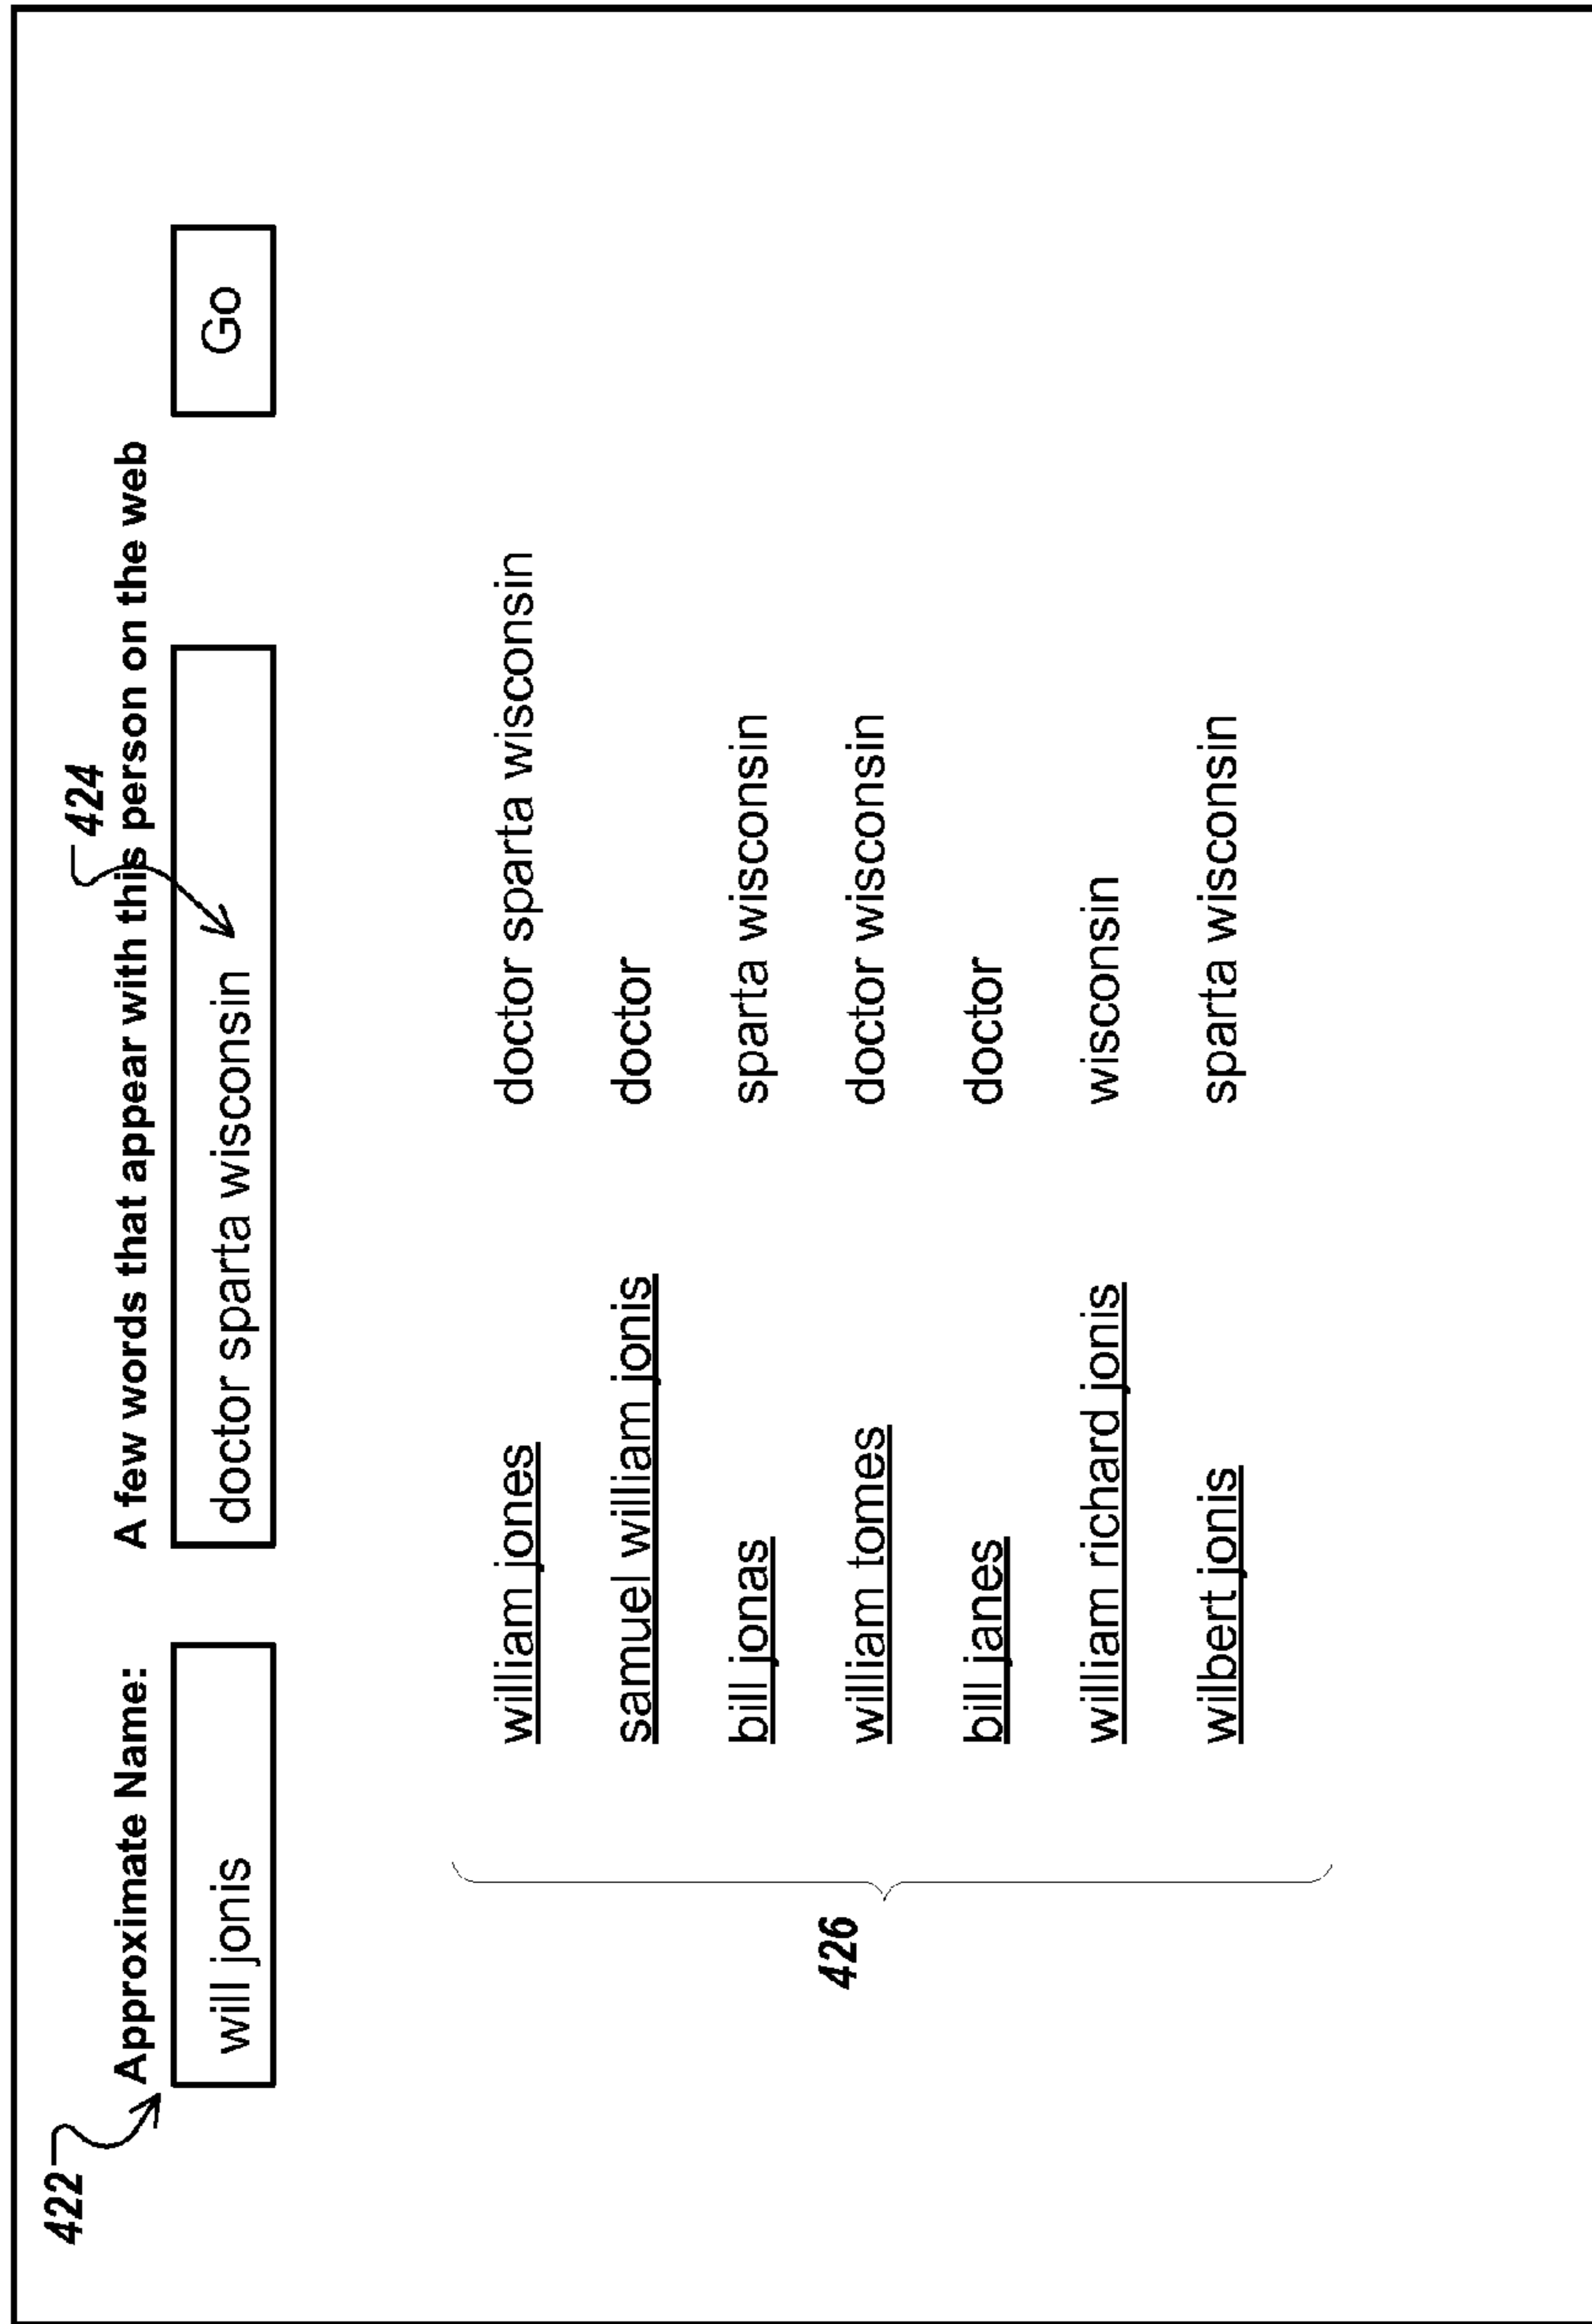 424
422
Approximate Name: A few words that appear with this person on the web
will jonis doctor sparta wisconsin Go
william jones doctor sparta wisconsin
samuel william jonis doctor
bill jonas sparta wisconsin
426
william tomes doctor wisconsin
bill janes doctor
william richard jonis wisconsin
wilbert jonis sparta wisconsin